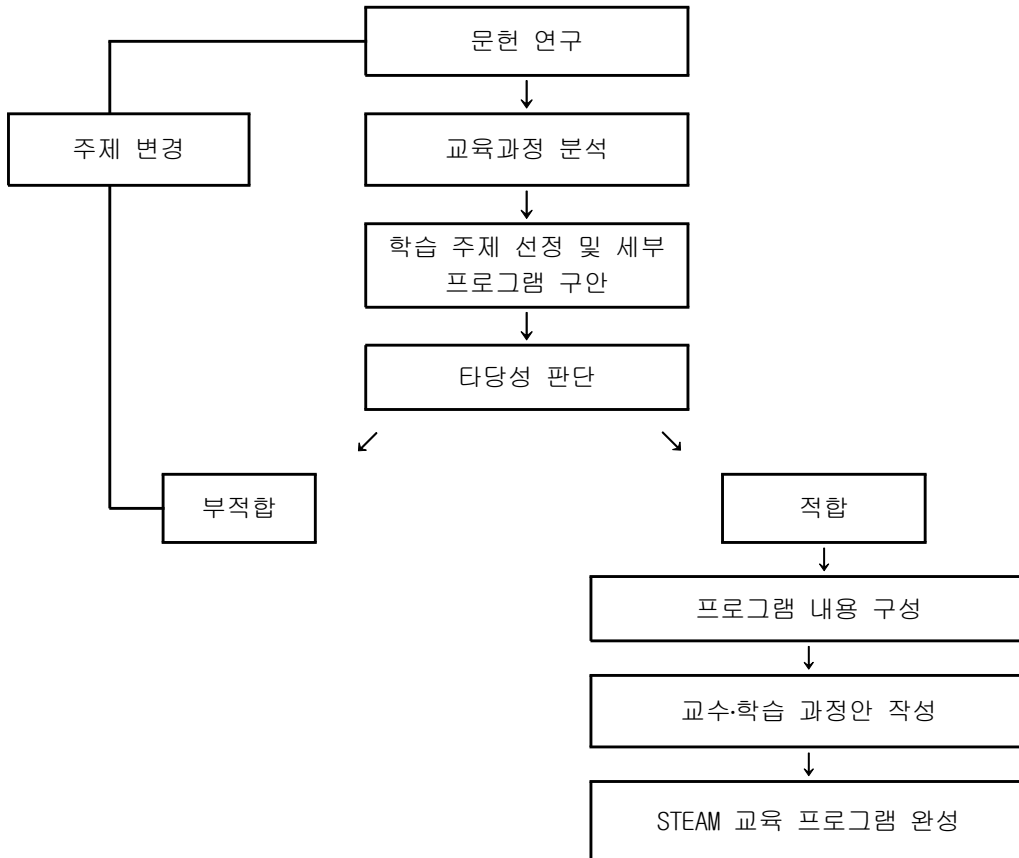 문헌 연구
주제 변경
교육과정 분석
학습 주제 선정 및 세부
프로그램 구안
타당성 판단
부적합
적합
프로그램 내용 구성
교수·학습 과정안 작성
STEAM 교육 프로그램 완성